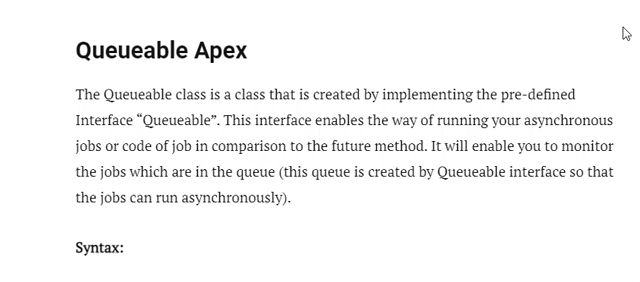 Queueable Apex
The Queueable class is a class that is created by implementing the pre-defined
Interface “Queueable”. This interface enables the way of running your asynchronous
jobs or code of job in comparison to the future method. It will enable you to monitor
the jobs which are in the queue (this queue is created by Queueable interface so that
the jobs can run asynchronously).
Syntax: